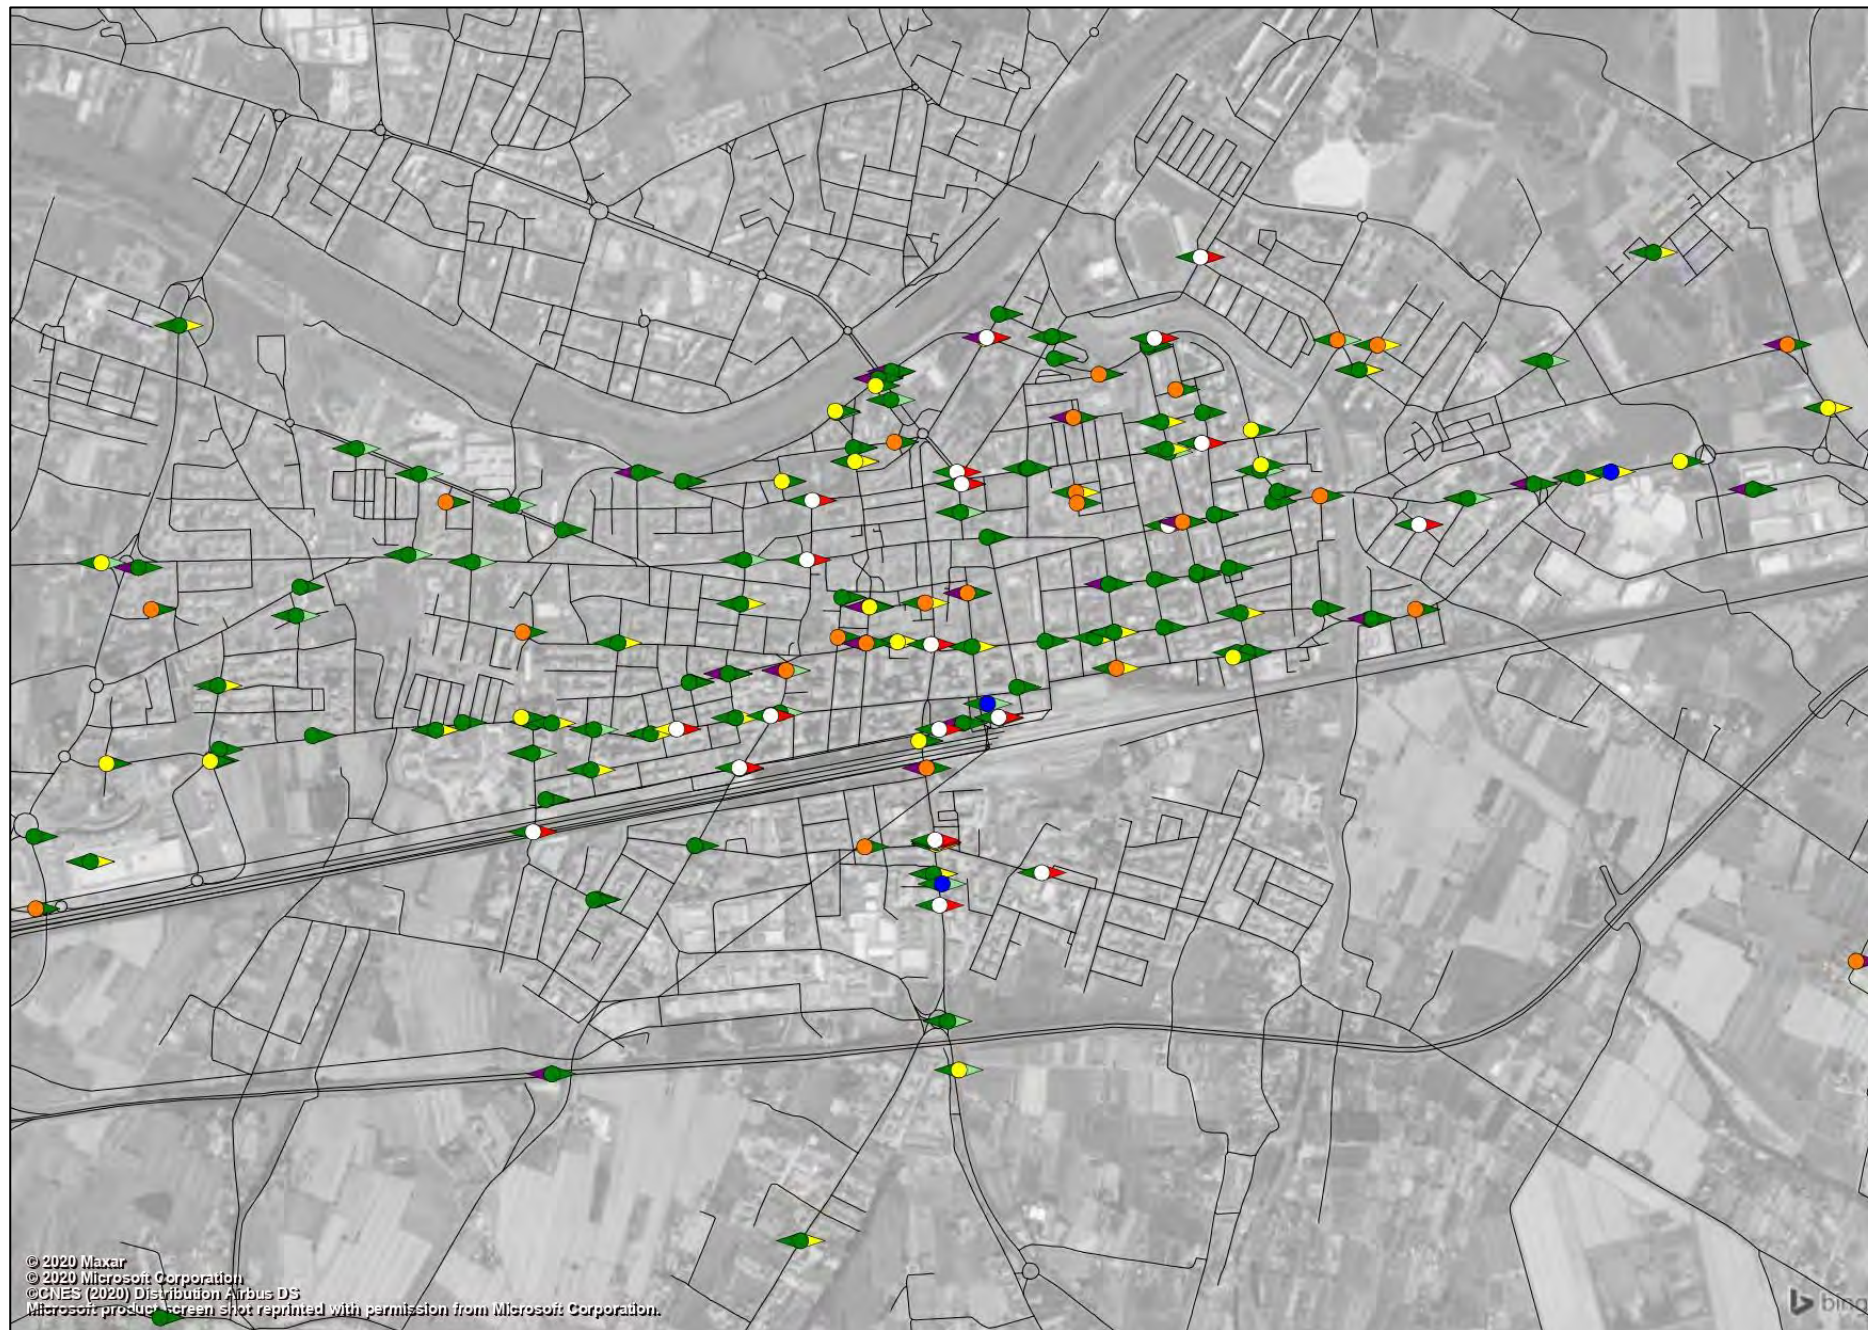 © 2020 Maxar
© 2020 Microsoft Corporation
©CNES (2020) Distribution Airbus DS
Microsoft product screen shot reprinted with permission from Microsoft Corporation.
bing